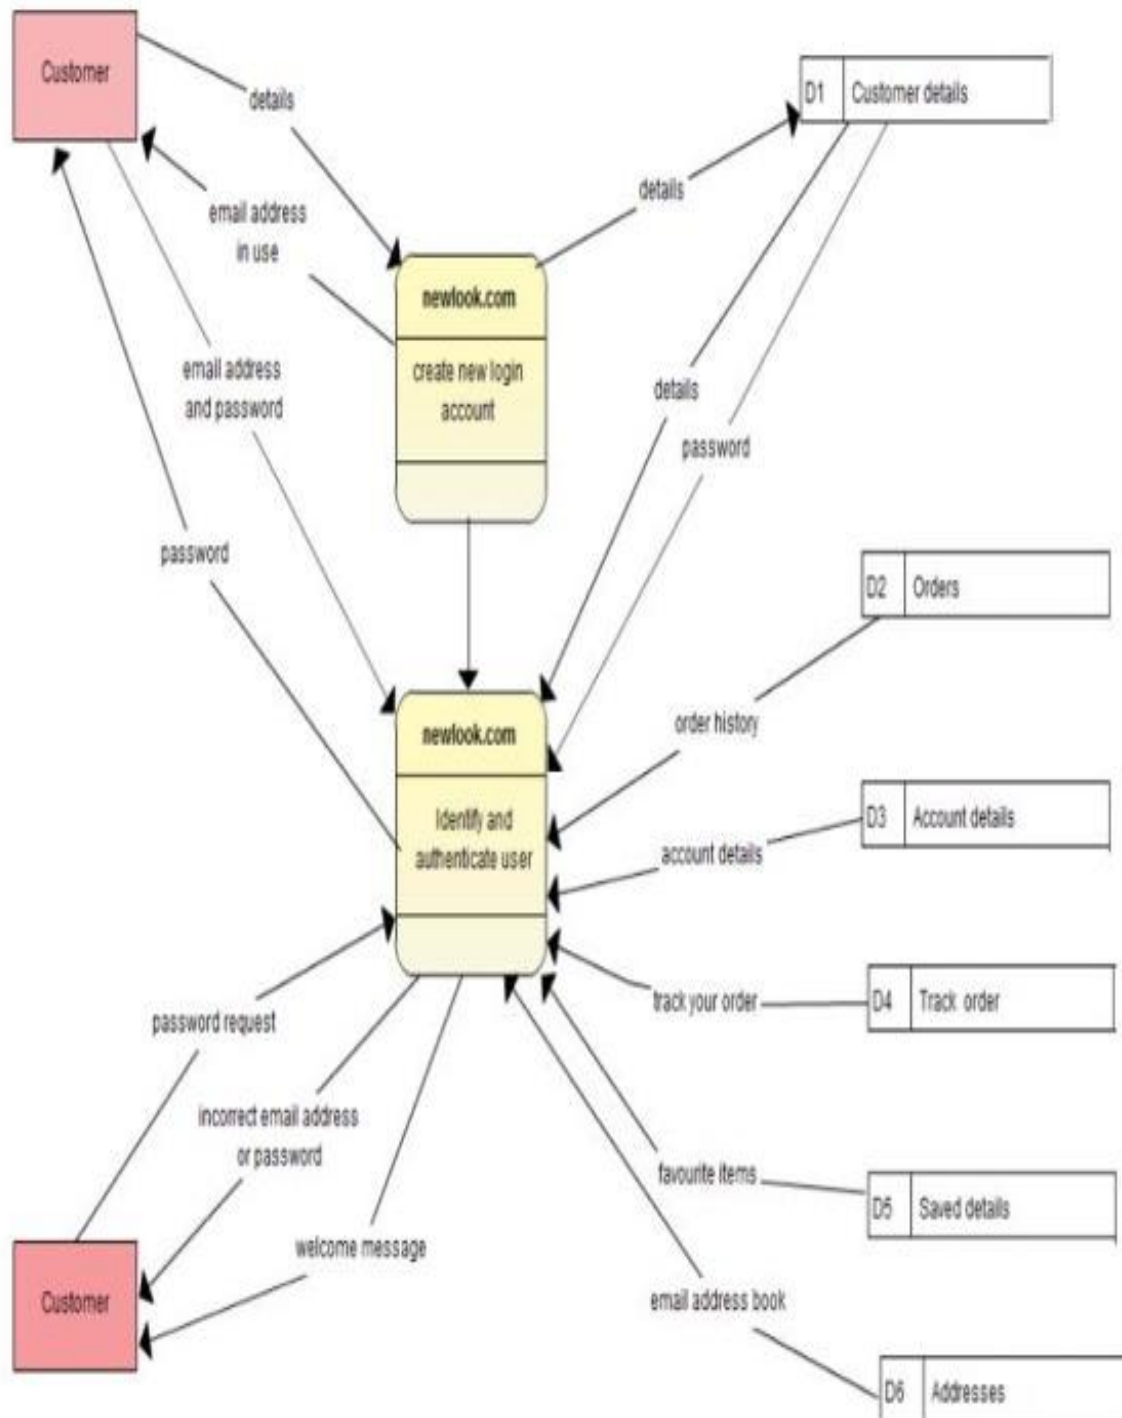 Customer
details
D1 Customer details
details
email address
in use
newlook.com
create new login
account
email address
and password
details
password
password
D2 Orders
newlook.com
order history
Identify and
authenticate user
D3 Account details
account details
track your order
D4 Track order
password request
incorrect email address
or password
favourite items
D5 Saved details
welcome message
Customer
email address book
D6 Addresses